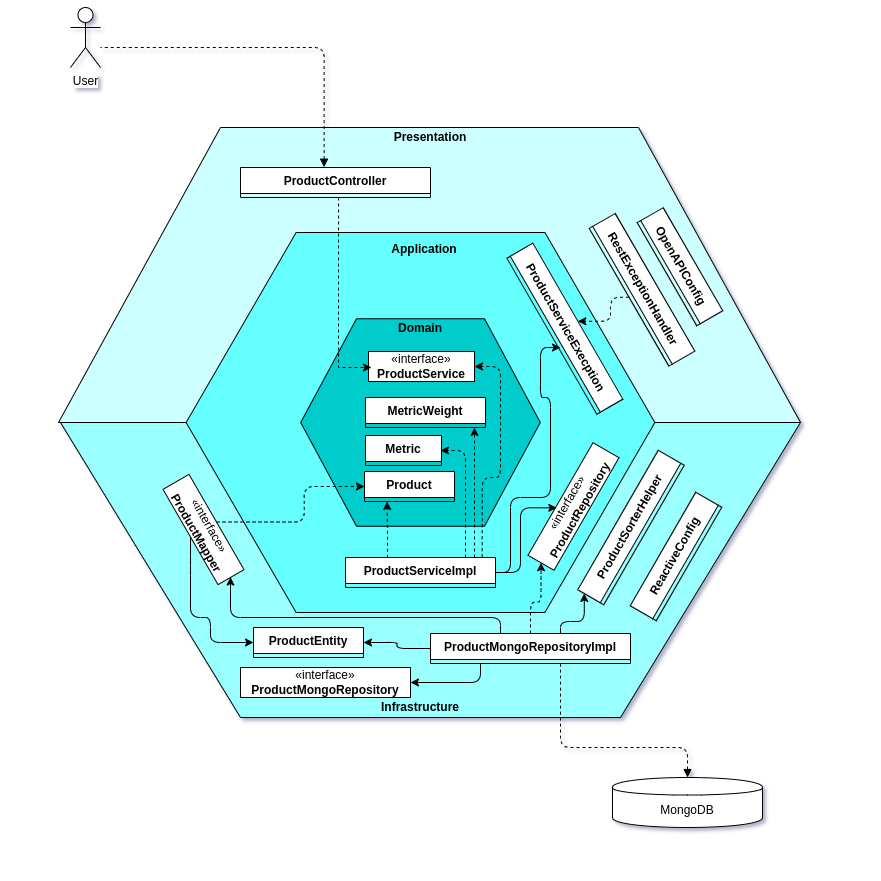 User
Presentation
ProductController
OpenAPIConfig
RestExceptionHandler
Application
ProductServiceExecption
Domain
«interface»
ProductService
MetricWeight
Metric
Product
«interface»
ProductMapper
«interface»
ProductRepository
ProductSorterHelper
ReactiveConfig
ProductServiceImpl
ProductEntity
ProductMongoRepositoryImpl
«interface»
ProductMongoRepository
Infrastructure
MongoDB